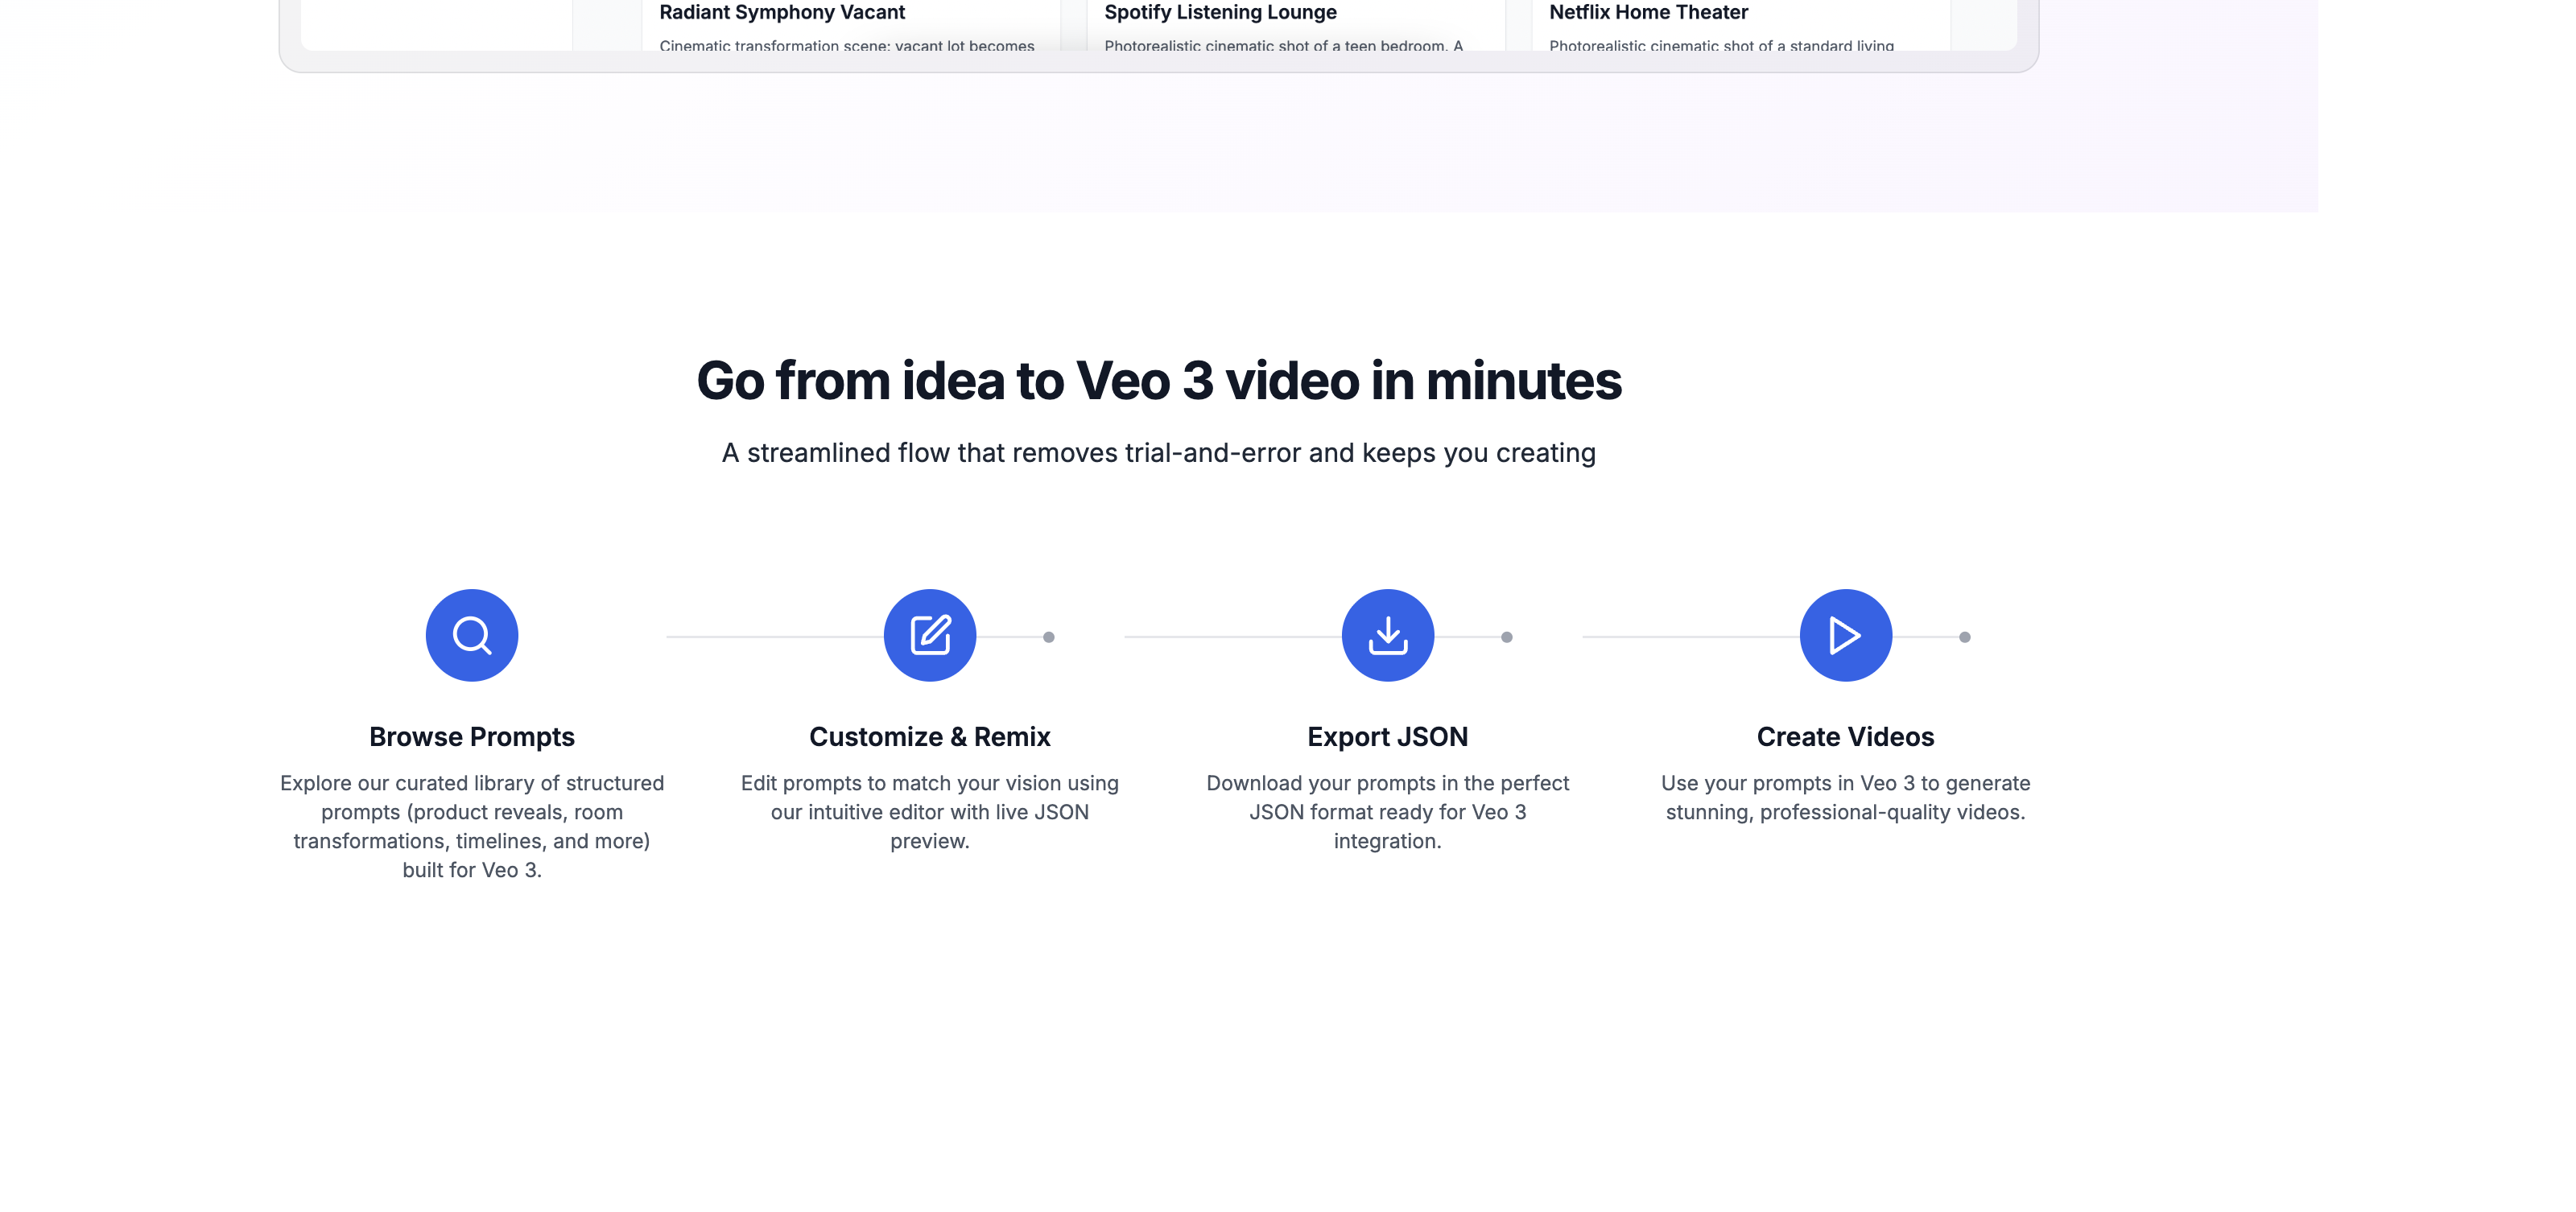 Radiant Symphony Vacant
Cinematic transformation scene: vacant lot becomes
Spotify Listening Lounge
Photorealistic cinematic shot of a teen bedroom. A
Netflix Home Theater
Photorealistic cinematic shot of a standard living
Go from idea to Veo 3 video in minutes
A streamlined flow that removes trial-and-error and keeps you creating
Browse Prompts
Explore our curated library of structured
prompts (product reveals, room
transformations, timelines, and more)
built for Veo 3.
Customize & Remix
Edit prompts to match your vision using
our intuitive editor with live JSON
preview.
Export JSON
Download your prompts in the perfect
JSON format ready for Veo 3
integration.
Create Videos
Use your prompts in Veo 3 to generate
stunning, professional-quality videos.